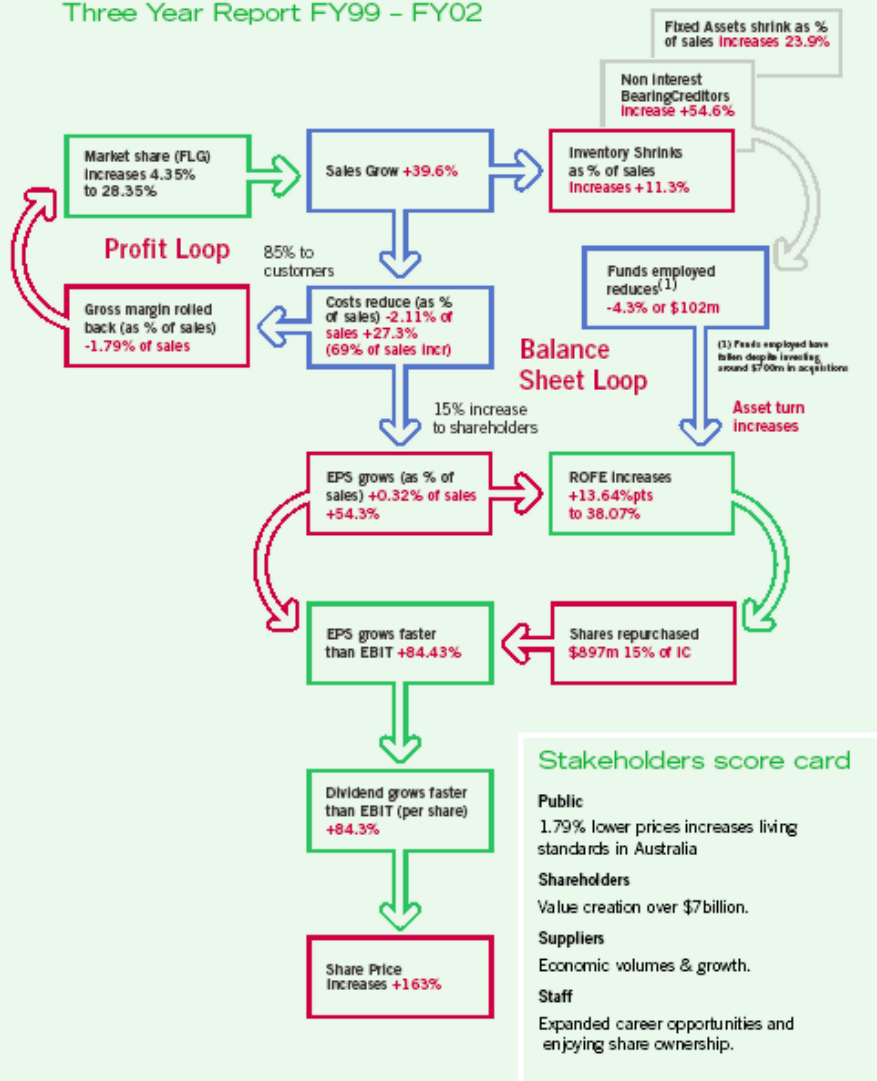 Three Year Report FY99 – FY02
Fixed Assets shrink as %
of sales Increases 23.9%
Non Interest
BearingCreditors
Increase +54.6%
Market share (FLG)
Increases 4.35%
to 28.35%
Sales Grow +39.6%
Inventory Shrinks
as % of sales
Increases +11.3%
Profit Loop
85% to
customers
Funds employed
reduces(1)
-4.3% or $102m
Gross margin rolled
back (as % of sales)
-1.79% of sales
Costs reduce (as %
of sales) -2.11% of
sales +27.3%
(69% of sales Incr)
Balance
Sheet Loop
(1) Funds employed have
fallen despite investing
around $700m in acquistions
15% increase
to shareholders
Asset turn
increases
EPS grows (as % of
sales) +0.32% of sales
+54.3%
ROFE Increases
+13.64%pts
to 38.07%
EPS grows faster
than EBIT +84.43%
Shares repurchased
$897m 15% of IC
Dividend grows faster
than EBIT (per share)
+84.3%
Share Price
Increases +163%
Stakeholders score card
Public
1.79% lower prices increases living
standards in Australia
Shareholders
Value creation over $7billion.
Suppliers
Economic volumes & growth.
Staff
Expanded career opportunities and
enjoying share ownership.